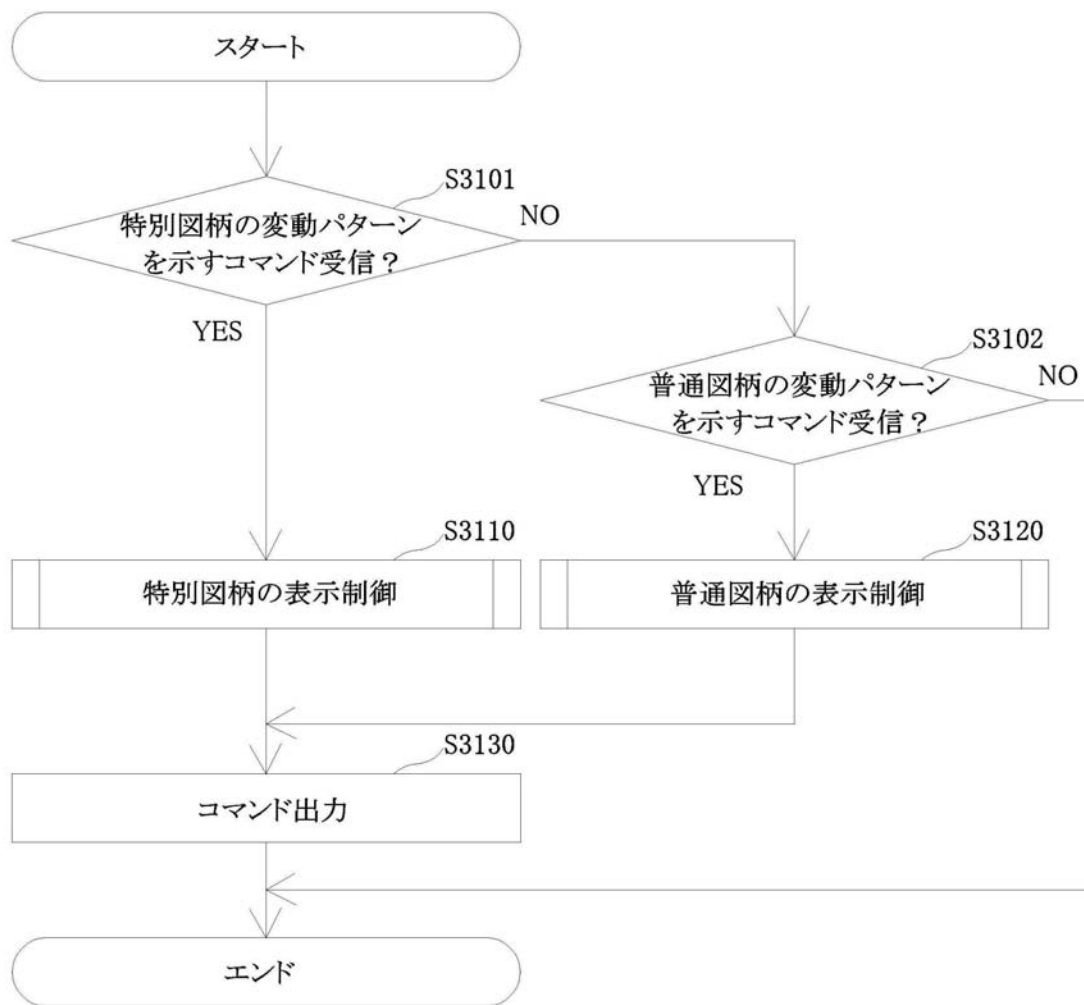 スタート
S3101
特別図柄の変動パターン
を示すコマンド受信？
NO
YES
S3102
普通図柄の変動パターン
を示すコマンド受信？
NO
YES
S3110
特別図柄の表示制御
S3120
普通図柄の表示制御
S3130
コマンド出力
エンド